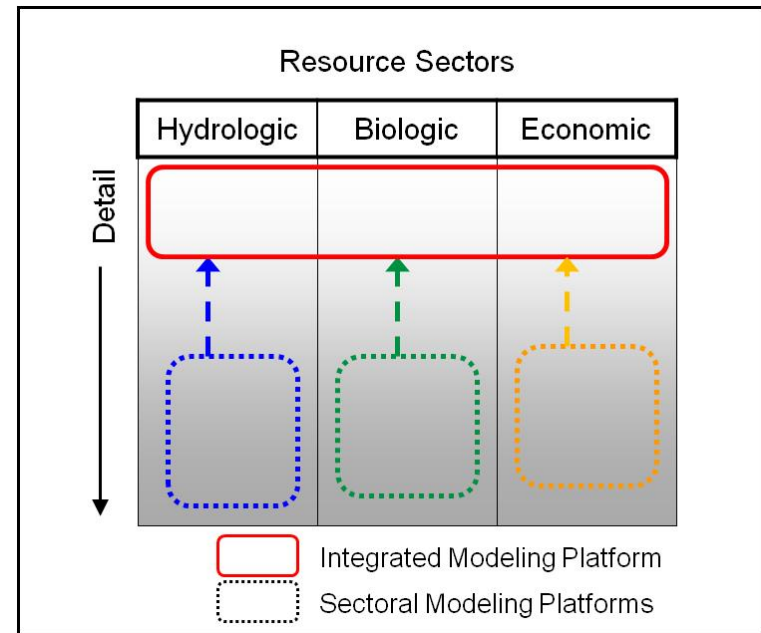 Resource Sectors
Hydrologic Biologic Economic
Detail
Integrated Modeling Platform
Sectoral Modeling Platforms